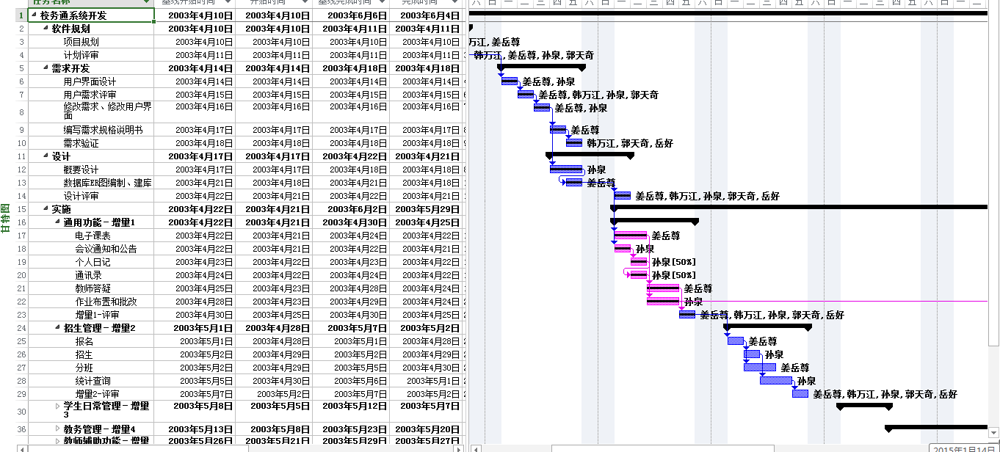 任务名称 基线开始时间 开始时间 基线完成时间 完成时间 六 日 一 二 三 四 五 六 日 一 二 三 四 五 六 日 一 二 三 四 五 六 日 一 二 三 四 五 六 日 一 二
1 校务通系统开发 2003年4月10日 2003年4月10日 2003年6月6日 2003年6月4日
2 软件规划 2003年4月10日 2003年4月10日 2003年4月11日 2003年4月11日
3 项目规划 2003年4月10日 2003年4月10日 2003年4月10日 2003年4月10日 万江, 姜岳尊
4 计划评审 2003年4月11日 2003年4月11日 2003年4月11日 2003年4月11日 3 韩万江, 姜岳尊, 孙泉, 郭天奇
5 需求开发 2003年4月14日 2003年4月14日 2003年4月18日 2003年4月18日
6 用户界面设计 2003年4月14日 2003年4月14日 2003年4月14日 2003年4月14日 4 姜岳尊, 孙泉
7 用户需求评审 2003年4月15日 2003年4月15日 2003年4月15日 2003年4月15日 6 姜岳尊, 韩万江, 孙泉, 郭天奇
8 修改需求、修改用户界 2003年4月16日 2003年4月16日 2003年4月16日 2003年4月16日 7 姜岳尊, 孙泉
面
9 编写需求规格说明书 2003年4月17日 2003年4月17日 2003年4月17日 2003年4月17日 8 姜岳尊
10 需求验证 2003年4月18日 2003年4月18日 2003年4月18日 2003年4月18日 9 韩万江, 郭天奇, 岳好
11 设计 2003年4月17日 2003年4月17日 2003年4月22日 2003年4月21日
12 概要设计 2003年4月17日 2003年4月17日 2003年4月18日 2003年4月18日 8 孙泉
13 数据库ER图编制、建库 2003年4月21日 2003年4月18日 2003年4月21日 2003年4月18日 1 姜岳尊
14 设计评审 2003年4月22日 2003年4月21日 2003年4月22日 2003年4月21日 1 姜岳尊, 韩万江, 孙泉, 郭天奇, 岳好
甘特图
15 实施 2003年4月22日 2003年4月21日 2003年6月2日 2003年5月29日
16 通用功能－增量1 2003年4月22日 2003年4月21日 2003年4月30日 2003年4月25日
17 电子课表 2003年4月22日 2003年4月21日 2003年4月24日 2003年4月22日 1 姜岳尊
18 会议通知和公告 2003年4月22日 2003年4月21日 2003年4月22日 2003年4月21日 1 孙泉
19 个人日记 2003年4月23日 2003年4月22日 2003年4月23日 2003年4月22日 1 孙泉[50%]
20 通讯录 2003年4月24日 2003年4月22日 2003年4月24日 2003年4月22日 1 孙泉[50%]
21 教师答疑 2003年4月25日 2003年4月23日 2003年4月28日 2003年4月24日 1 姜岳尊
22 作业布置和批改 2003年4月28日 2003年4月23日 2003年4月29日 2003年4月24日 2 孙泉
23 增量1-评审 2003年4月30日 2003年4月25日 2003年4月30日 2003年4月25日 2 姜岳尊, 韩万江, 孙泉, 郭天奇, 岳好
24 招生管理－增量2 2003年5月1日 2003年4月28日 2003年5月7日 2003年5月2日
25 报名 2003年5月1日 2003年4月28日 2003年5月1日 2003年4月28日 2 姜岳尊
26 招生 2003年5月2日 2003年4月29日 2003年5月2日 2003年4月29日 2 孙泉
27 分班 2003年5月2日 2003年4月29日 2003年5月5日 2003年4月30日 2 姜岳尊
28 统计查询 2003年5月5日 2003年4月30日 2003年5月6日 2003年5月1日 2 孙泉
29 增量2-评审 2003年5月7日 2003年5月2日 2003年5月7日 2003年5月2日 2 姜岳尊, 韩万江, 孙泉, 郭天奇, 岳好
30 学生日常管理－增量 2003年5月8日 2003年5月5日 2003年5月12日 2003年5月7日
3
36 教务管理－增量4 2003年5月13日 2003年5月8日 2003年5月23日 2003年5月20日
教师辅助功能－增量 2003年5月26日 2003年5月21日 2003年5月29日 2003年5月27日
2015年1月14日